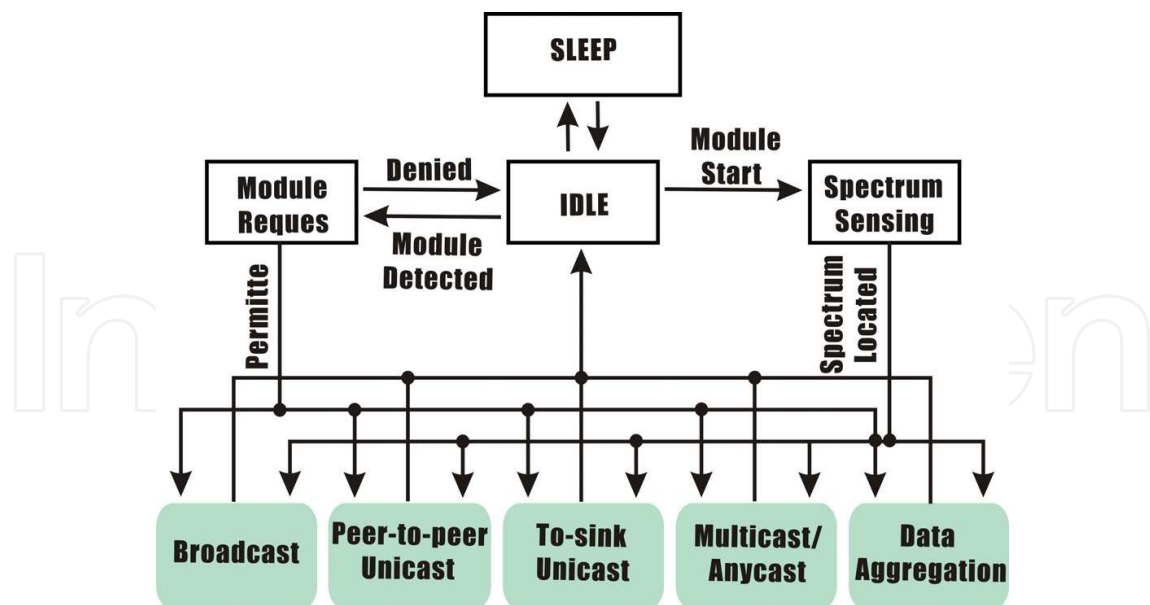 SLEEP
Denied
Module
Start
Module
Reques
IDLE
Spectrum
Sensing
Module
Detected
Permitte
Spectrum
Located
Broadcast
Peer-to-peer
Unicast
To-sink
Unicast
Multicast/
Anycast
Data
Aggregation